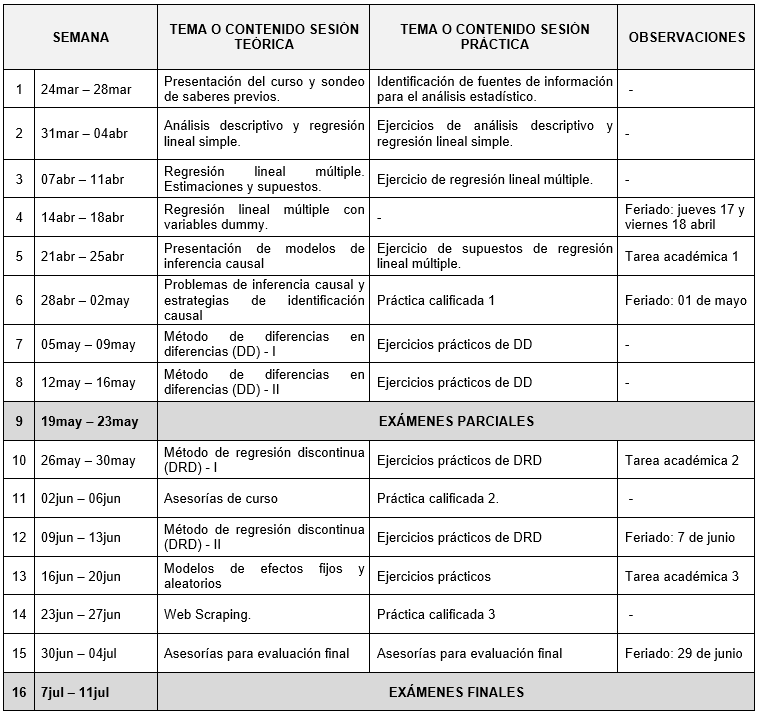 SEMANA
TEMA O CONTENIDO SESIÓN
TEÓRICA
TEMA O CONTENIDO SESIÓN
PRÁCTICA
OBSERVACIONES
1
24mar – 28mar
Presentación del curso y sondeo
de saberes previos.
Identificación de fuentes de información
para el análisis estadístico.
-
2
31mar – 04abr
Análisis descriptivo y regresión
lineal simple.
Ejercicios de análisis descriptivo y
regresión lineal simple.
-
3
07abr – 11abr
Regresión lineal múltiple.
Estimaciones y supuestos.
Ejercicio de regresión lineal múltiple.
-
4
14abr – 18abr
Regresión lineal múltiple con
variables dummy.
-
Feriado: jueves 17 y
viernes 18 abril
5
21abr – 25abr
Presentación de modelos de
inferencia causal
Ejercicio de supuestos de regresión
lineal múltiple.
Tarea académica 1
6
28abr – 02may
Problemas de inferencia causal y
estrategias de identificación
causal
Práctica calificada 1
Feriado: 01 de mayo
7
05may – 09may
Método de diferencias en
diferencias (DD) - I
Ejercicios prácticos de DD
-
8
12may – 16may
Método de diferencias en
diferencias (DD) - II
Ejercicios prácticos de DD
-
9
19may – 23may
EXÁMENES PARCIALES
10
26may – 30may
Método de regresión discontinua
(DRD) - I
Ejercicios prácticos de DRD
Tarea académica 2
11
02jun – 06jun
Asesorías de curso
Práctica calificada 2.
-
12
09jun – 13jun
Método de regresión discontinua
(DRD) - II
Ejercicios prácticos de DRD
Feriado: 7 de junio
13
16jun – 20jun
Modelos de efectos fijos y
aleatorios
Ejercicios prácticos
Tarea académica 3
14
23jun – 27jun
Web Scraping.
Práctica calificada 3
-
15
30jun – 04jul
Asesorías para evaluación final
Asesorías para evaluación final
Feriado: 29 de junio
16
7jul – 11jul
EXÁMENES FINALES